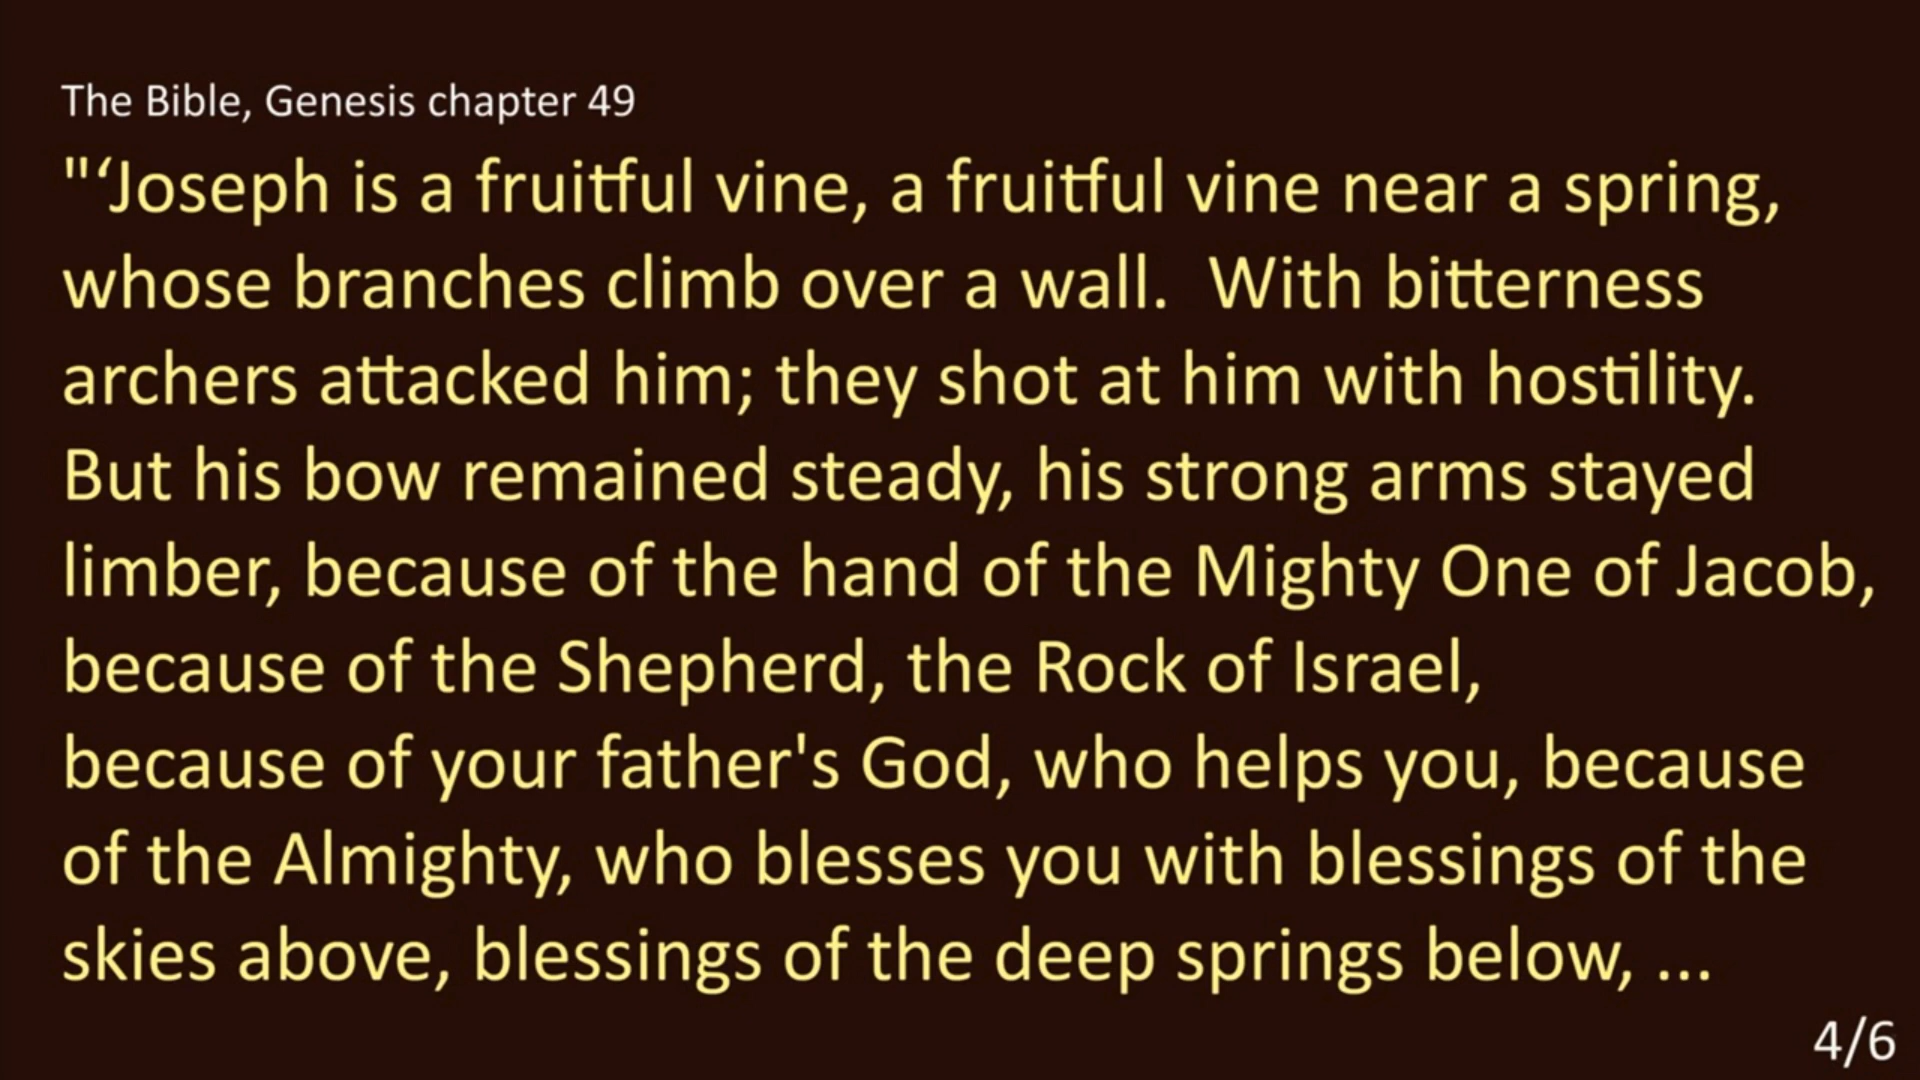 The Bible, Genesis chapter 49
"‘Joseph is a fruitful vine, a fruitful vine near a spring,
whose branches climb over a wall.  With bitterness
archers attacked him; they shot at him with hostility.
But his bow remained steady, his strong arms stayed
limber, because of the hand of the Mighty One of Jacob,
because of the Shepherd, the Rock of Israel,
because of your father's God, who helps you, because
of the Almighty, who blesses you with blessings of the
skies above, blessings of the deep springs below, ...
4/6